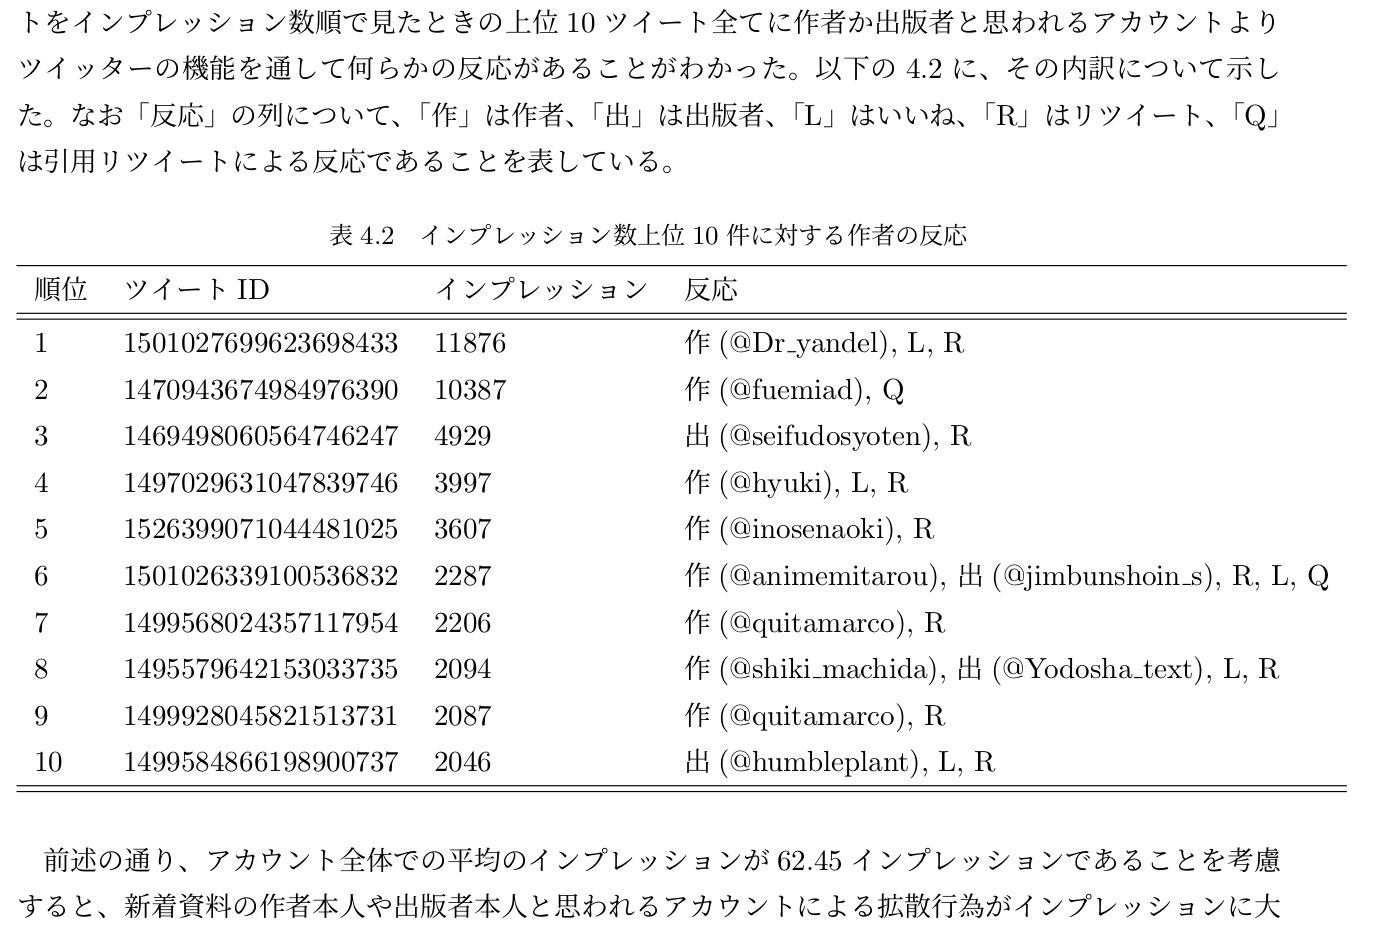 トをインプレッション数順で見たときの上位 10 ツイート全てに作者か出版者と思われるアカウントより
ツイッターの機能を通して何らかの反応があることがわかった。以下の 4.2 に、その内訳について示し
た。なお「反応」の列について、「作」は作者、「出」は出版者、「L」はいいね、「R」はリツイート、「Q」
は引用リツイートによる反応であることを表している。
表 4.2 インプレッション数上位 10 件に対する作者の反応
順位 ツイート ID インプレッション 反応
1 1501027699623698433 11876 作 (@Dr_yandel), L, R
2 1470943674984976390 10387 作 (@fuemiad), Q
3 1469498060564746247 4929 出 (@seifudosyoten), R
4 1497029631047839746 3997 作 (@hyuki), L, R
5 1526399071044481025 3607 作 (@inosenaoki), R
6 1501026339100536832 2287 作 (@animemitarou), 出 (@jimbunshoin_s), R, L, Q
7 1499568024357117954 2206 作 (@quitamarco), R
8 1495579642153033735 2094 作 (@shiki_machida), 出 (@Yodosha_text), L, R
9 1499928045821513731 2087 作 (@quitamarco), R
10 1499584866198900737 2046 出 (@humbleplant), L, R
前述の通り、アカウント全体での平均のインプレッションが 62.45 インプレッションであることを考慮
すると、新着資料の作者本人や出版者本人と思われるアカウントによる拡散行為がインプレッションに大